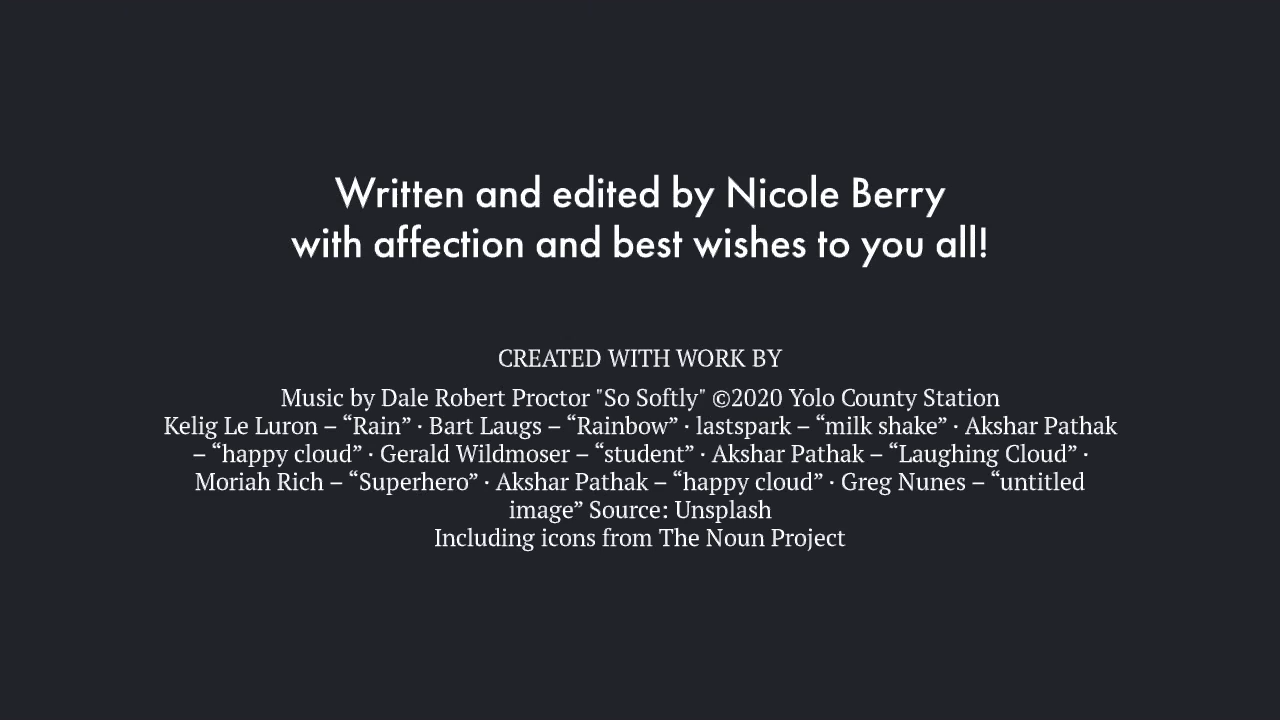 Written and edited by Nicole Berry
with affection and best wishes to you all!
CREATED WITH WORK BY
Music by Dale Robert Proctor "So Softly" ©2020 Yolo County Station
Kelig Le Luron – “Rain” · Bart Laugs – “Rainbow” · lastspark – “milk shake” · Akshar Pathak
– “happy cloud” · Gerald Wildmoser – “student” · Akshar Pathak – “Laughing Cloud” ·
Moriah Rich – “Superhero” · Akshar Pathak – “happy cloud” · Greg Nunes – “untitled
image” Source: Unsplash
Including icons from The Noun Project